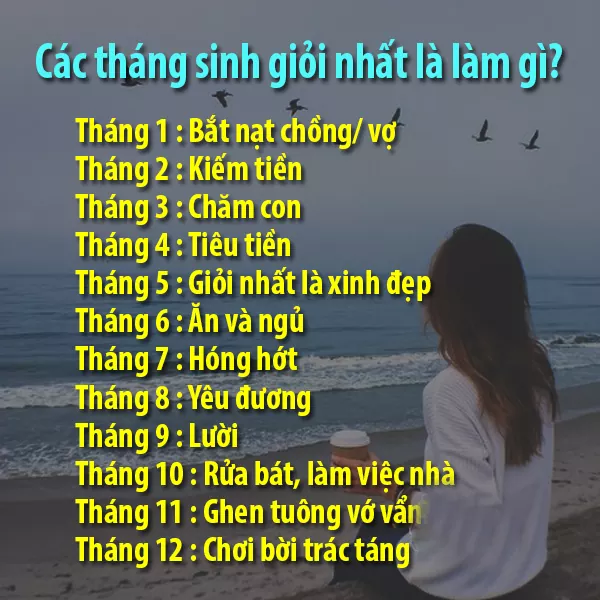 Các tháng sinh giỏi nhất là làm gì?
Tháng 1 : Bắt nạt chồng/ vợ
Tháng 2 : Kiếm tiền
Tháng 3 : Chăm con
Tháng 4 : Tiêu tiền
Tháng 5 : Giỏi nhất là xinh đẹp
Tháng 6 : Ăn và ngủ
Tháng 7 : Hóng hớt
Tháng 8 : Yêu đương
Tháng 9 : Lười
Tháng 10 : Rửa bát, làm việc nhà
Tháng 11 : Ghen tuông vớ vẩn
Tháng 12 : Chơi bời trác táng